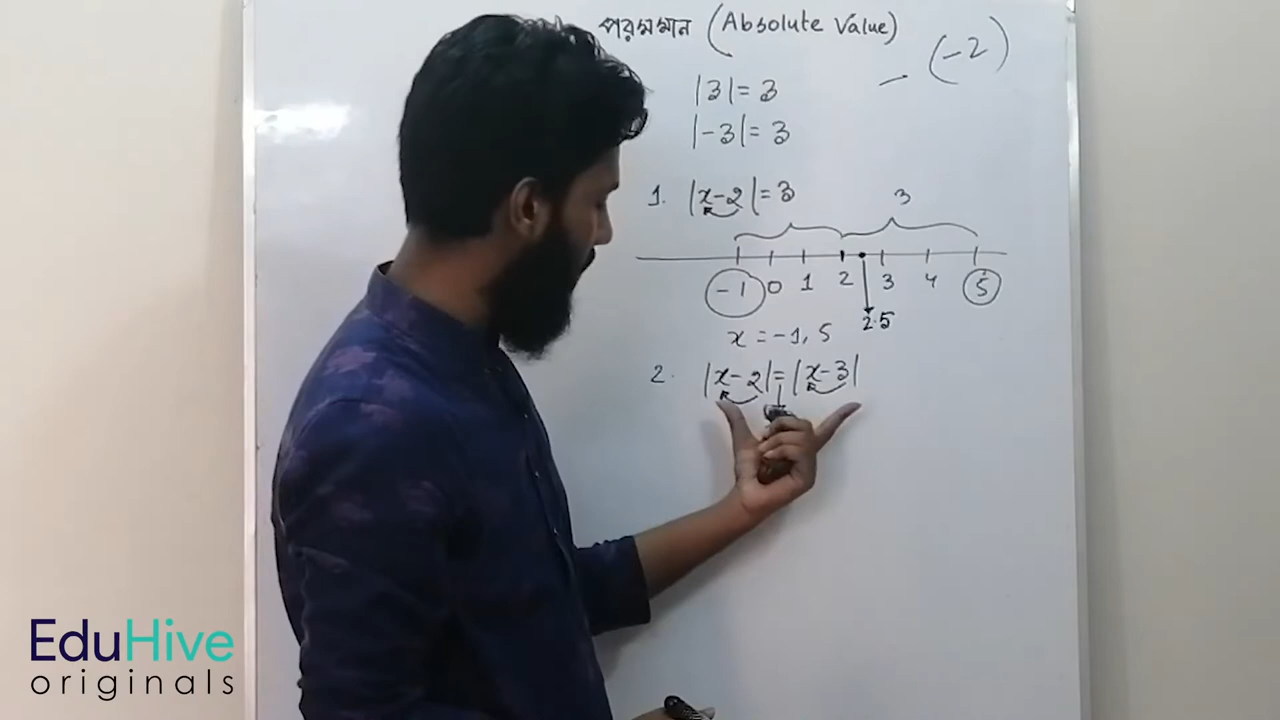 পরমমান (Absolute Value)
- (-2)
|3| = 3
|-3| = 3
1. |x-2| = 3
3
-1 0 1 2 3 4 5
2.5
x = -1, 5
2. |x-2| = |x-3|
EduHive
originals